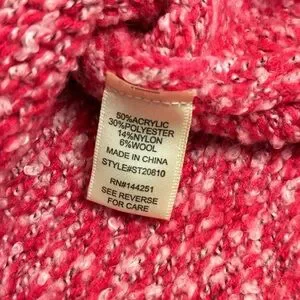 50%ACRYLIC
30%POLYESTER
14%NYLON
6%WOOL
MADE IN CHINA
STYLE#ST20810
RN#144251
SEE REVERSE
FOR CARE